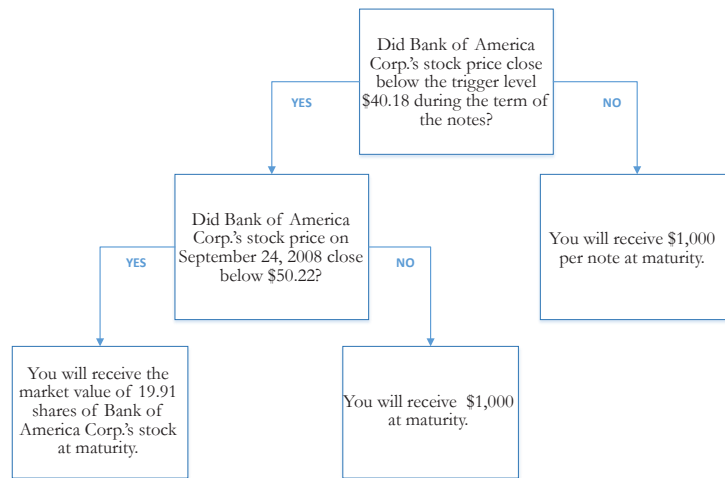 Did Bank of America
Corp.'s stock price close
below the trigger level
$40.18 during the term of
the notes?
YES
NO
Did Bank of America
Corp.'s stock price on
September 24, 2008 close
below $50.22?
You will receive $1,000
per note at maturity.
YES
NO
You will receive the
market value of 19.91
shares of Bank of
America Corp.'s stock
at maturity.
You will receive $1,000
at maturity.